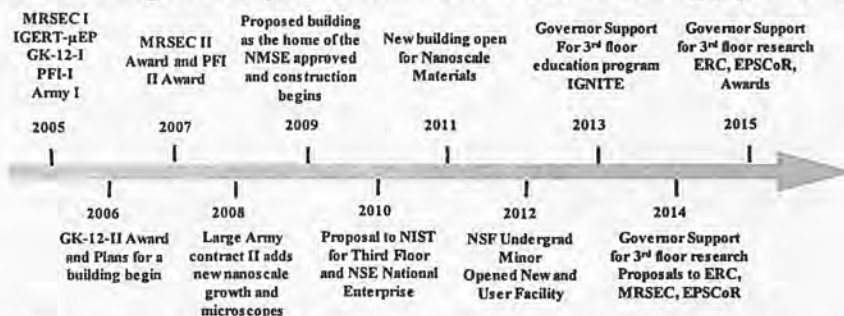 MRSEC I
IGERT-µEP
GK-12-I
PFI-I
Army I
2005
MRSEC II
Award and PFI
II Award
2007
Proposed building
as the home of the
NMSE approved
and construction
begins
2009
New building open
for Nanoscale
Materials
2011
Governor Support
For 3rd floor
education program
IGNITE
2013
Governor Support
for 3rd floor research
ERC, EPSCoR,
Awards
2015
2006
GK-12-II Award
and Plans for a
building begin
2008
Large Army
contract II adds
new nanoscale
growth and
microscopes
2010
Proposal to NIST
for Third Floor
and NSE National
Enterprise
2012
NSF Undergrad
Minor
Opened New and
User Facility
2014
Governor Support
for 3rd floor research
Proposals to ERC,
MRSEC, EPSCoR